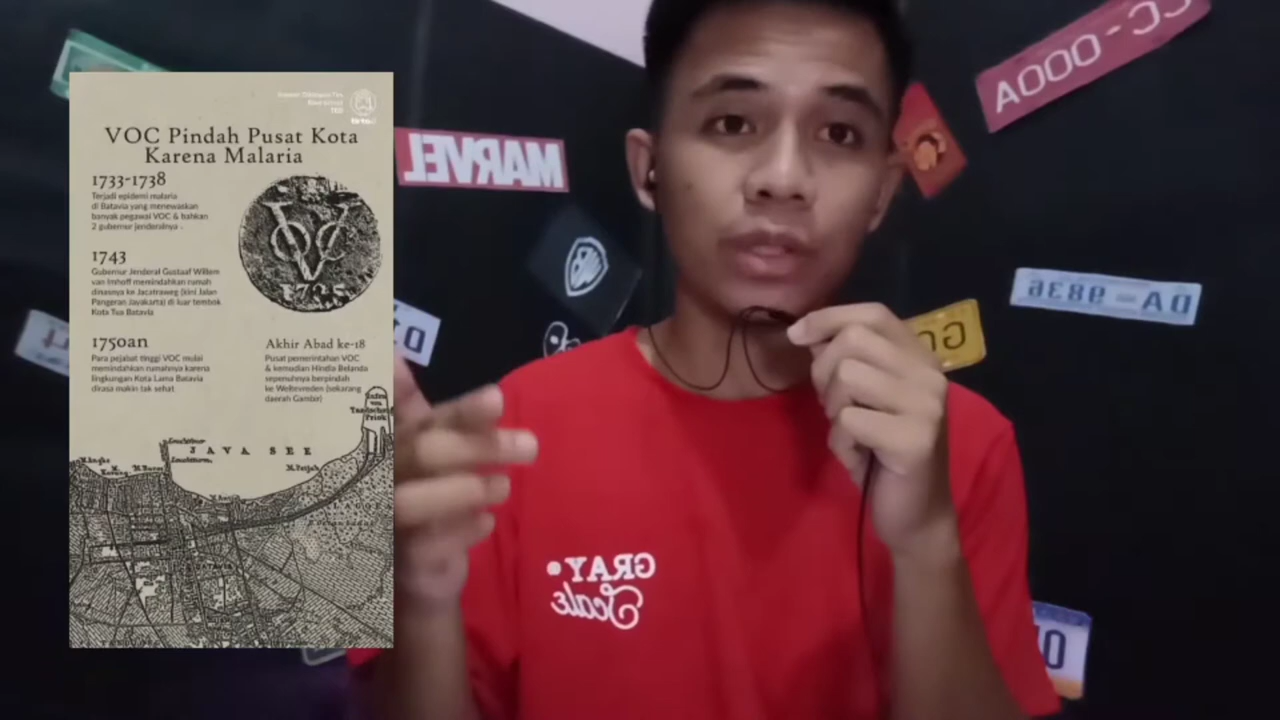 VOC Pindah Pusat Kota
Karena Malaria
1733-1738
Terjadi epidemi malaria
di Batavia yang menewaskan
banyak pegawai VOC & bahkan
2 gubernur jenderalnya .
VOC
1735
1743
Gubernur Jenderal Gustaaf Willem
van Imhoff memindahkan rumah
dinasnya ke Jacatraweg (kini Jalan
Pangeran Jayakarta) di luar tembok
Kota Tua Batavia
1750an
Para pejabat tinggi VOC mulai
memindahkan rumahnya karena
lingkungan Kota Lama Batavia
dirasa makin tak sehat
Akhir Abad ke-18
Pusat pemerintahan VOC
& kemudian Hindia Belanda
sepenuhnya berpindah
ke Weltevreden (sekarang
daerah Gambir)
JAVA SEE
MARVEL
CC-000A
DA 9386
GRAY
Scale